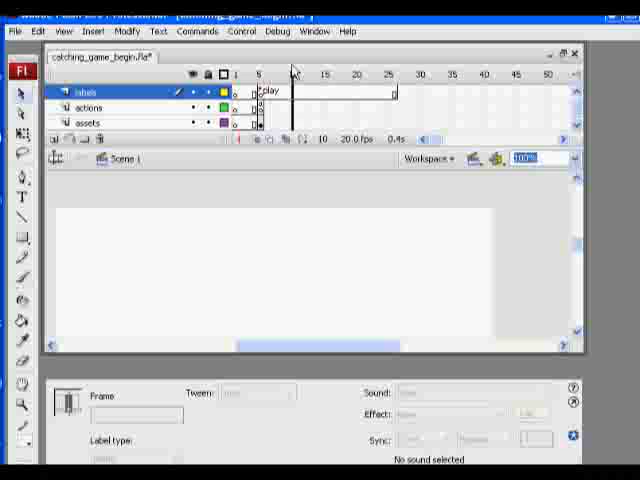 File Edit View Insert Modify Text Commands Control Debug Window Help
Fl
catching_game_begin.fla*
1 5 15 20 25 30 35 40 45 50
labels
play
actions
assets
10 20.0 fps 0.4s
Scene 1 Workspace 100%
T
Frame Tween: Sound:
Effect:
Label type: Sync:
No sound selected